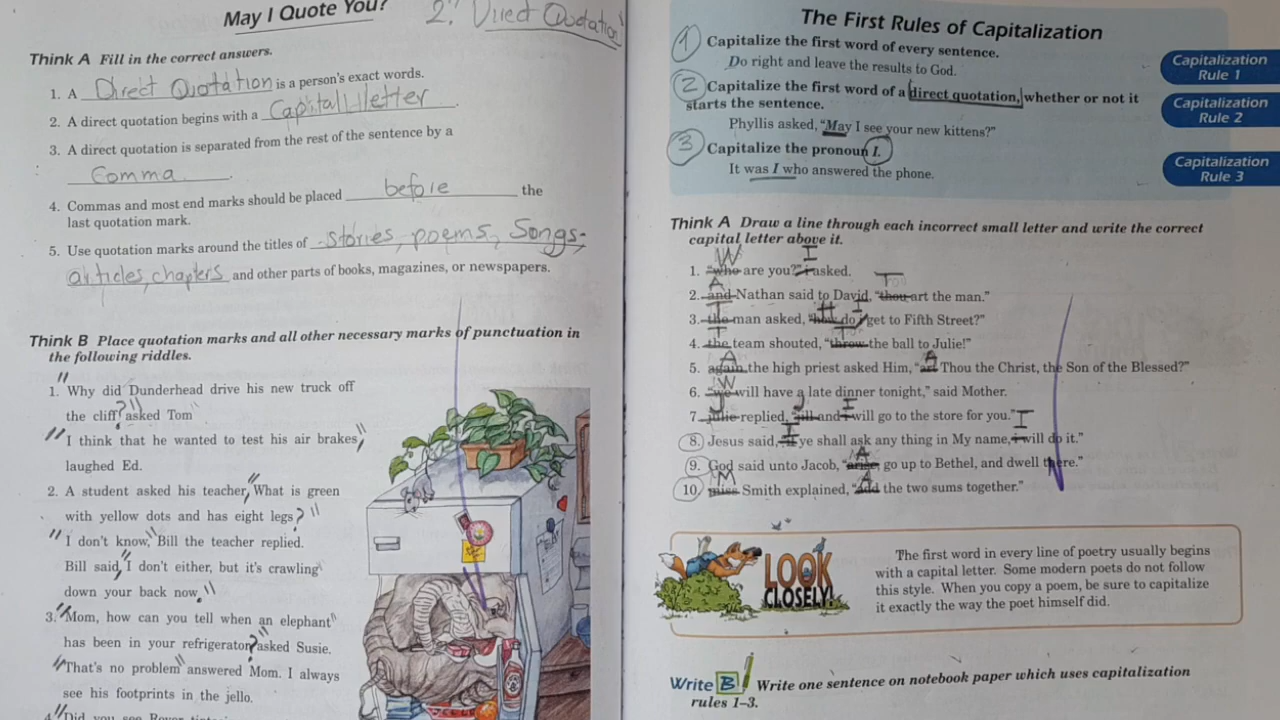 May I Quote You?
2. Direct Quotation
Think A Fill in the correct answers.
1. A Direct Quotation is a person's exact words.
2. A direct quotation begins with a Capital letter.
3. A direct quotation is separated from the rest of the sentence by a
Comma.
4. Commas and most end marks should be placed before the
last quotation mark.
5. Use quotation marks around the titles of stories, poems, Songs,
articles, chapters and other parts of books, magazines, or newspapers.
Think B Place quotation marks and all other necessary marks of punctuation in
the following riddles.
1. "Why did Dunderhead drive his new truck off
the cliff?" asked Tom
"I think that he wanted to test his air brakes,"
laughed Ed.
2. A student asked his teacher, "What is green
with yellow dots and has eight legs?"
"I don't know," Bill the teacher replied.
Bill said, "I don't either, but it's crawling
down your back now."
3. "Mom, how can you tell when an elephant"
has been in your refrigerator?" asked Susie.
"That's no problem" answered Mom. I always
see his footprints in the jello.
"Did you see Rover
The First Rules of Capitalization
1 Capitalize the first word of every sentence.
Do right and leave the results to God.
2 Capitalize the first word of a direct quotation, whether or not it
starts the sentence.
Phyllis asked, "May I see your new kittens?"
3 Capitalize the pronoun I.
It was I who answered the phone.
Capitalization
Rule 1
Capitalization
Rule 2
Capitalization
Rule 3
Think A Draw a line through each incorrect small letter and write the correct
capital letter above it.
W I
1. "who are you?" i asked.
A T
2. and Nathan said to David, "thou art the man."
T H I
3. the man asked, "how do i get to Fifth Street?"
T T
4. the team shouted, "throw the ball to Julie!"
A A
5. again the high priest asked Him, "art Thou the Christ, the Son of the Blessed?"
W
6. "we will have a late dinner tonight," said Mother.
J J I
7. julie replied, "jill and i will go to the store for you."
I I
8. Jesus said, "if ye shall ask any thing in My name, i will do it."
A
9. God said unto Jacob, "arise, go up to Bethel, and dwell there."
M A
10. miss Smith explained, "add the two sums together."
LOOK
CLOSELY!
The first word in every line of poetry usually begins
with a capital letter. Some modern poets do not follow
this style. When you copy a poem, be sure to capitalize
it exactly the way the poet himself did.
Write B Write one sentence on notebook paper which uses capitalization
rules 1–3.